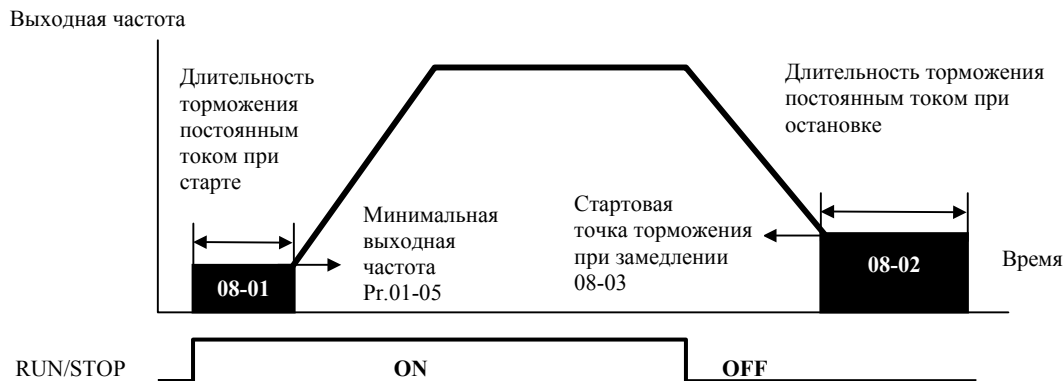 Выходная частота
Длительность
торможения
постоянным
током при
старте
Длительность торможения
постоянным током при
остановке
Минимальная
выходная
частота
Pr.01-05
Стартовая
точка торможения
при замедлении
08-03
08-01
08-02
Время
RUN/STOP
ON
OFF